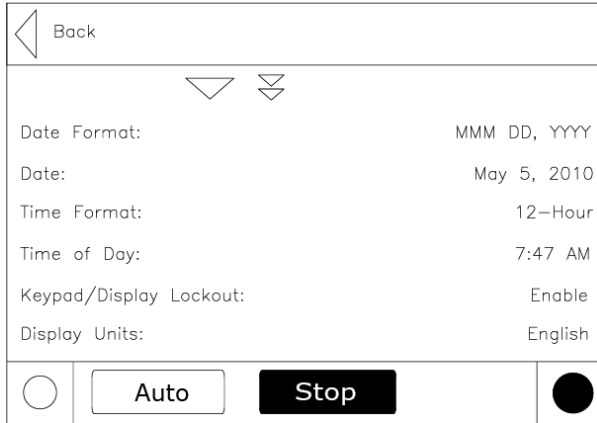 Back
Date Format: MMM DD, YYYY
Date: May 5, 2010
Time Format: 12-Hour
Time of Day: 7:47 AM
Keypad/Display Lockout: Enable
Display Units: English
Auto Stop